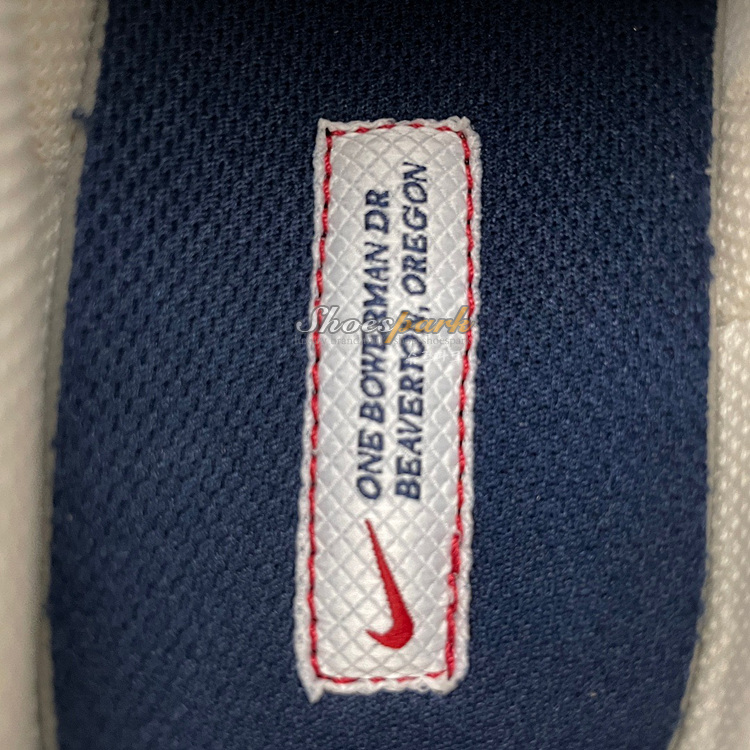 ONE BOWERMAN DR
BEAVERTON, OREGON
Shoespark